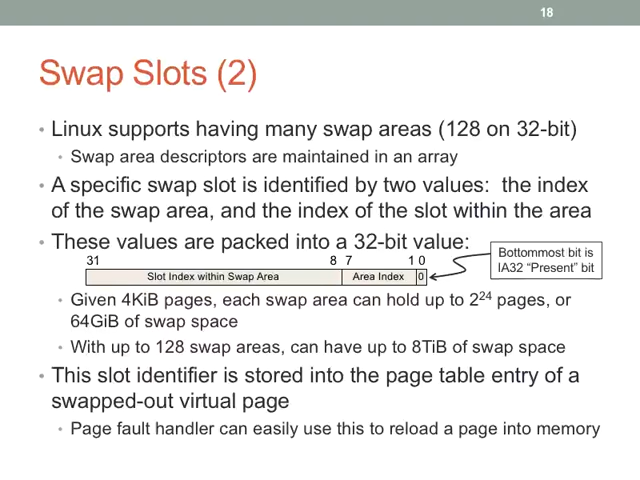 18
Swap Slots (2)
• Linux supports having many swap areas (128 on 32-bit)
• Swap area descriptors are maintained in an array
• A specific swap slot is identified by two values: the index
of the swap area, and the index of the slot within the area
• These values are packed into a 32-bit value:
31 8 7 1 0
Slot Index within Swap Area Area Index 0
Bottommost bit is
IA32 “Present” bit
• Given 4KiB pages, each swap area can hold up to 2²⁴ pages, or
64GiB of swap space
• With up to 128 swap areas, can have up to 8TiB of swap space
• This slot identifier is stored into the page table entry of a
swapped-out virtual page
• Page fault handler can easily use this to reload a page into memory